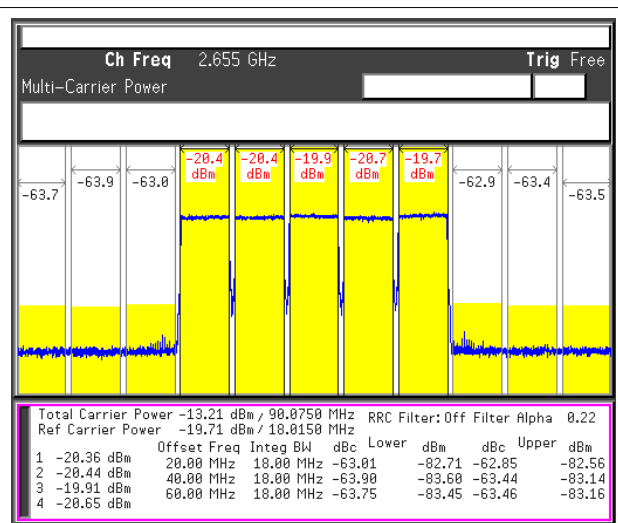 Ch Freq 2.655 GHz Trig Free
Multi-Carrier Power
-20.4 dBm -20.4 dBm -19.9 dBm -20.7 dBm -19.7 dBm
-63.7 -63.9 -63.0 -62.9 -63.4 -63.5
Total Carrier Power -13.21 dBm/ 90.0750 MHz RRC Filter:Off Filter Alpha 0.22
Ref Carrier Power -19.71 dBm/ 18.0150 MHz
Offset Freq Integ BW dBc Lower dBm dBc Upper dBm
1 -20.36 dBm 20.00 MHz 18.00 MHz -63.01 -82.71 -62.85 -82.56
2 -20.44 dBm 40.00 MHz 18.00 MHz -63.90 -83.60 -63.44 -83.14
3 -19.91 dBm 60.00 MHz 18.00 MHz -63.75 -83.45 -63.46 -83.16
4 -20.65 dBm